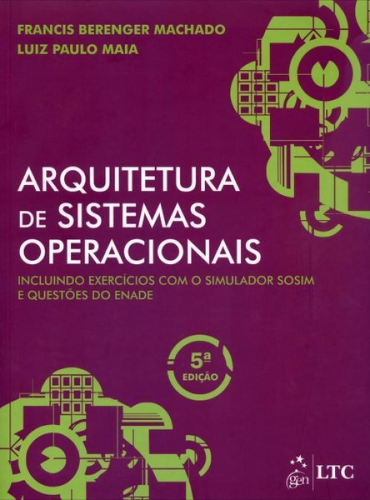 FRANCIS BERENGER MACHADO
LUIZ PAULO MAIA
ARQUITETURA
DE SISTEMAS
OPERACIONAIS
INCLUINDO EXERCÍCIOS COM O SIMULADOR SOSIM
E QUESTÕES DO ENADE
5ª
EDIÇÃO
gen
LTC